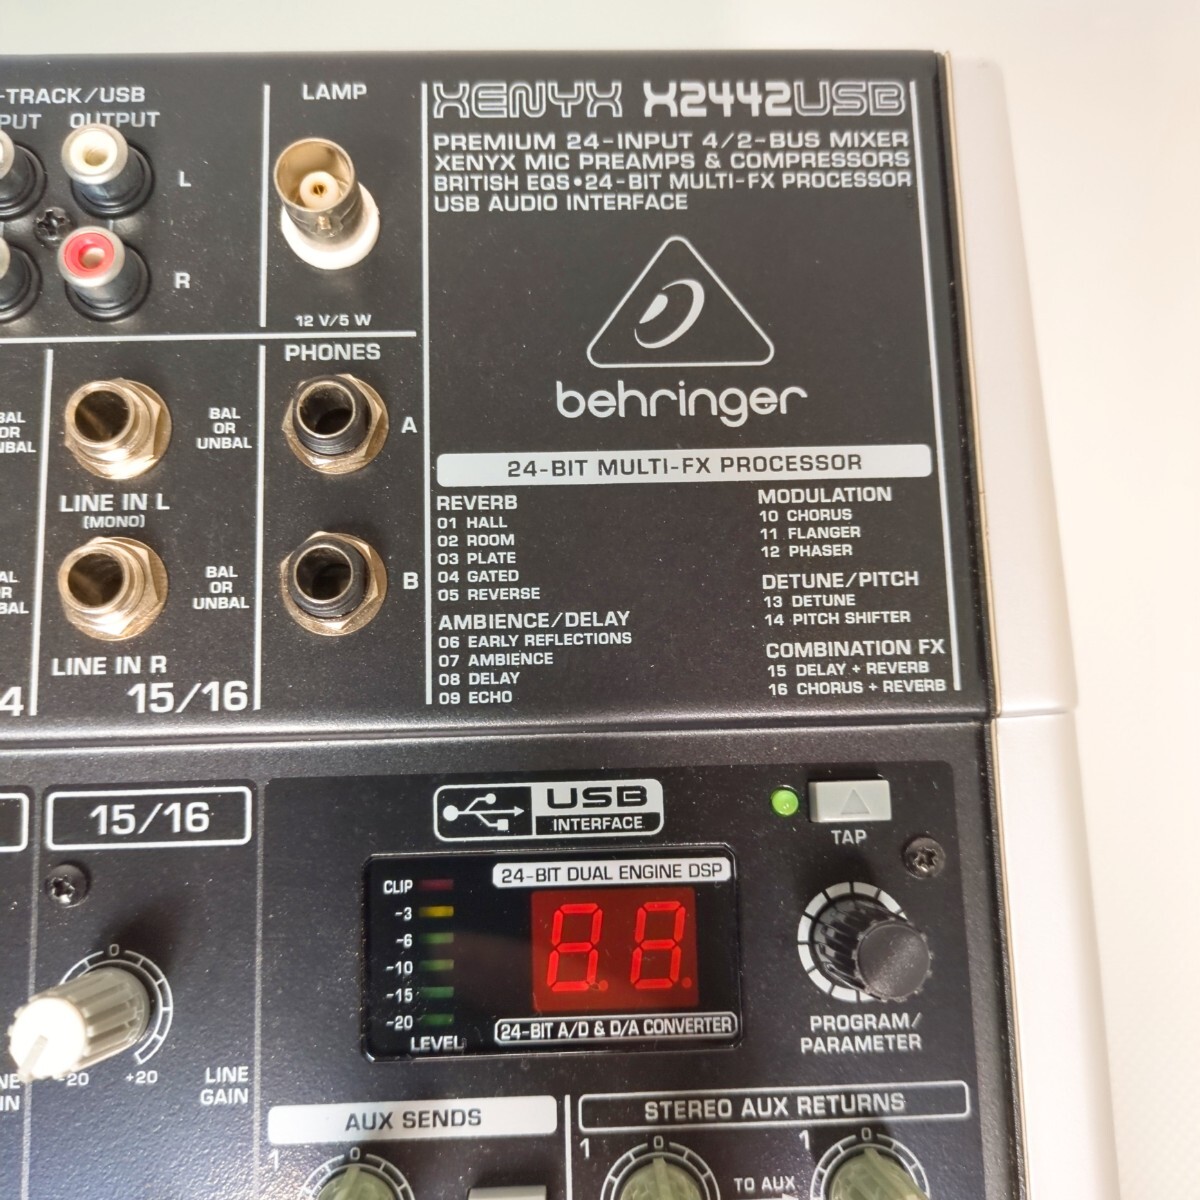 -TRACK/USB
PUT OUTPUT
L
R
LAMP
12 V/5 W
XENYX X2442USB
PREMIUM 24-INPUT 4/2-BUS MIXER
XENYX MIC PREAMPS & COMPRESSORS
BRITISH EQS•24-BIT MULTI-FX PROCESSOR
USB AUDIO INTERFACE
behringer
PHONES
A
B
BAL
OR
UNBAL
LINE IN L
(MONO)
BAL
OR
UNBAL
LINE IN R
4
15/16
24-BIT MULTI-FX PROCESSOR
REVERB
01 HALL
02 ROOM
03 PLATE
04 GATED
05 REVERSE
AMBIENCE/DELAY
06 EARLY REFLECTIONS
07 AMBIENCE
08 DELAY
09 ECHO
MODULATION
10 CHORUS
11 FLANGER
12 PHASER
DETUNE/PITCH
13 DETUNE
14 PITCH SHIFTER
COMBINATION FX
15 DELAY + REVERB
16 CHORUS + REVERB
15/16
0
-20 +20
LINE
GAIN
USB
INTERFACE
TAP
24-BIT DUAL ENGINE DSP
CLIP
-3
-6
-10
-15
-20
LEVEL
8.8.
24-BIT A/D & D/A CONVERTER
PROGRAM/
PARAMETER
AUX SENDS
1
0
STEREO AUX RETURNS
1
0
TO AUX
1
0